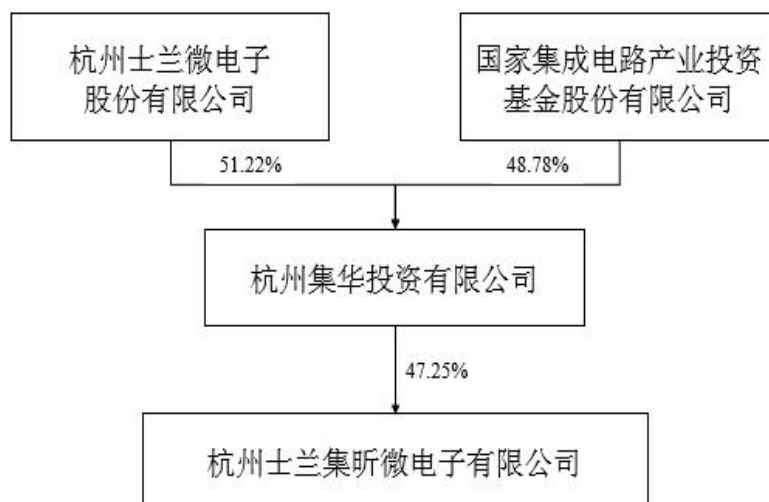 杭州士兰微电子
股份有限公司
国家集成电路产业投资
基金股份有限公司
51.22%
48.78%
杭州集华投资有限公司
47.25%
杭州士兰集昕微电子有限公司